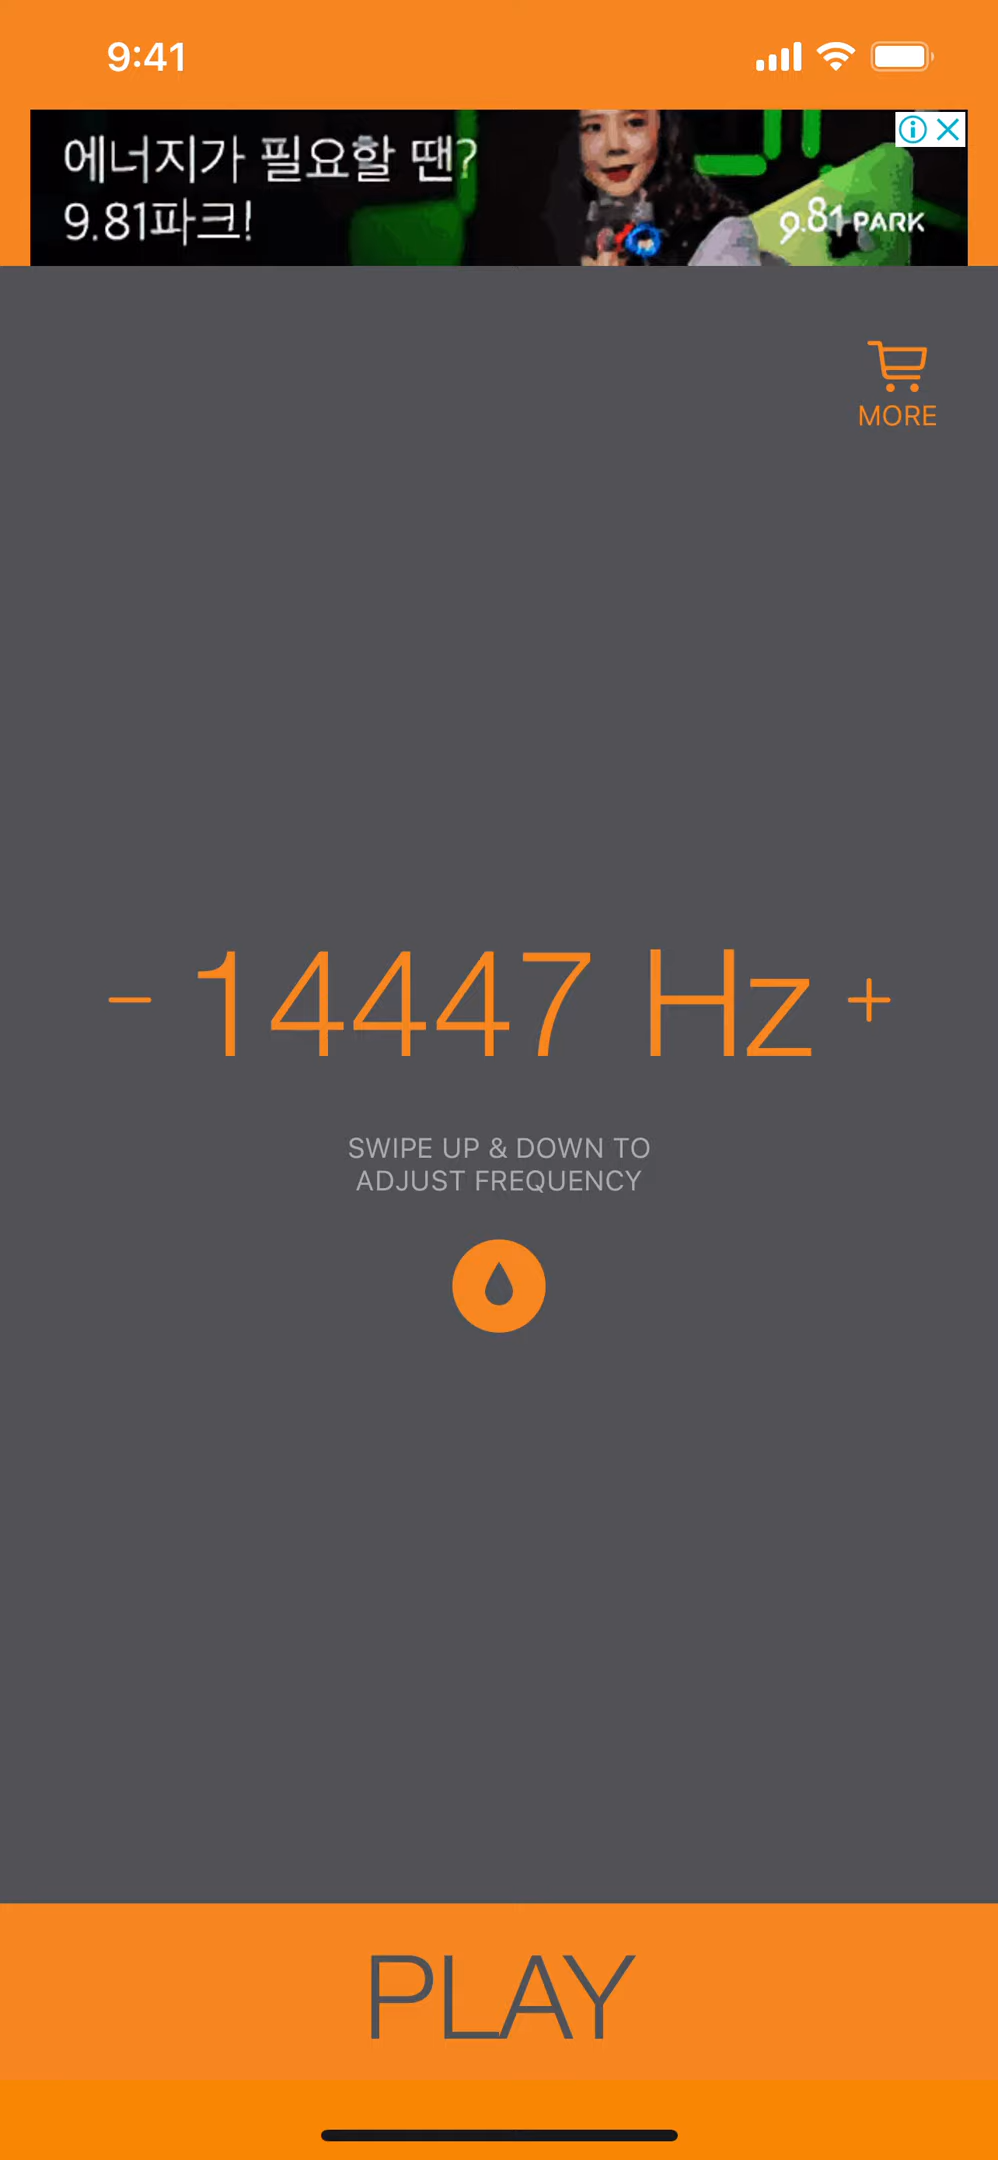 9:41
에너지가 필요할 땐?
9.81파크!
9.81 PARK
MORE
− 14447 Hz +
SWIPE UP & DOWN TO
ADJUST FREQUENCY
PLAY